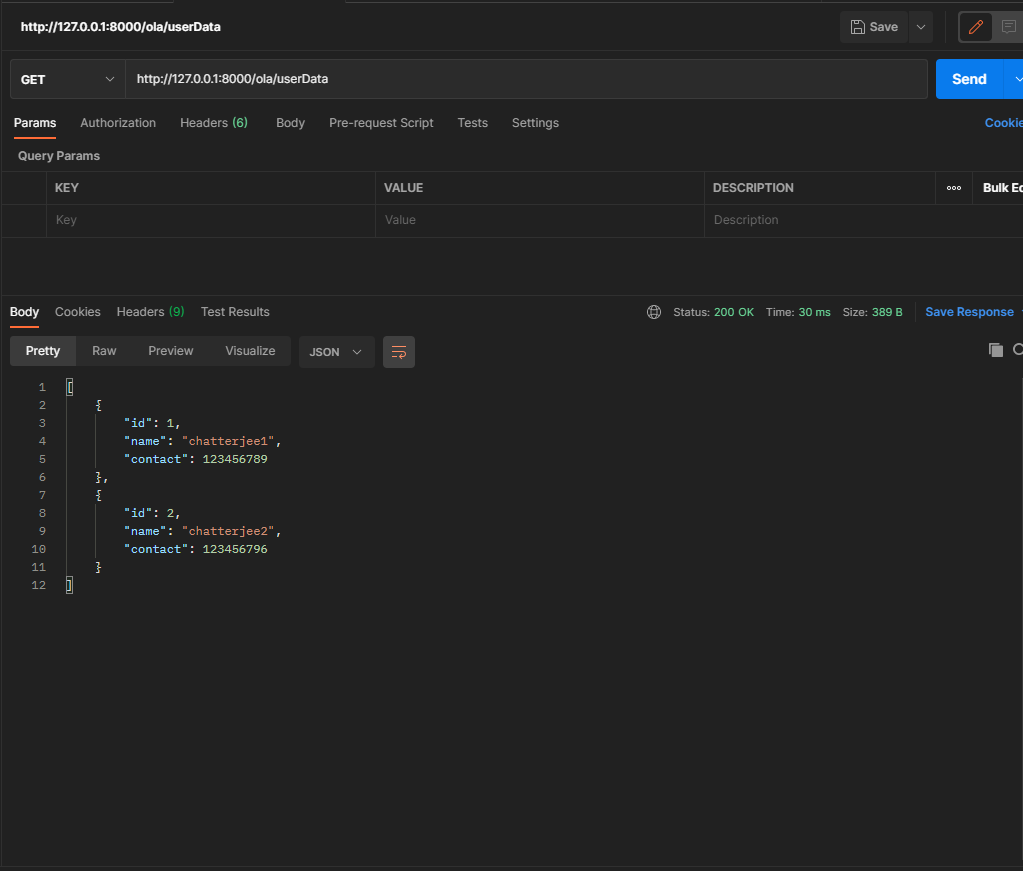 http://127.0.0.1:8000/ola/userData Save
GET http://127.0.0.1:8000/ola/userData Send
Params Authorization Headers (6) Body Pre-request Script Tests Settings Cookie
Query Params
KEY VALUE DESCRIPTION Bulk Ed
Key Value Description
Body Cookies Headers (9) Test Results Status: 200 OK Time: 30 ms Size: 389 B Save Response
Pretty Raw Preview Visualize JSON
1 [
2 {
3 "id": 1,
4 "name": "chatterjee1",
5 "contact": 123456789
6 },
7 {
8 "id": 2,
9 "name": "chatterjee2",
10 "contact": 123456796
11 }
12 ]